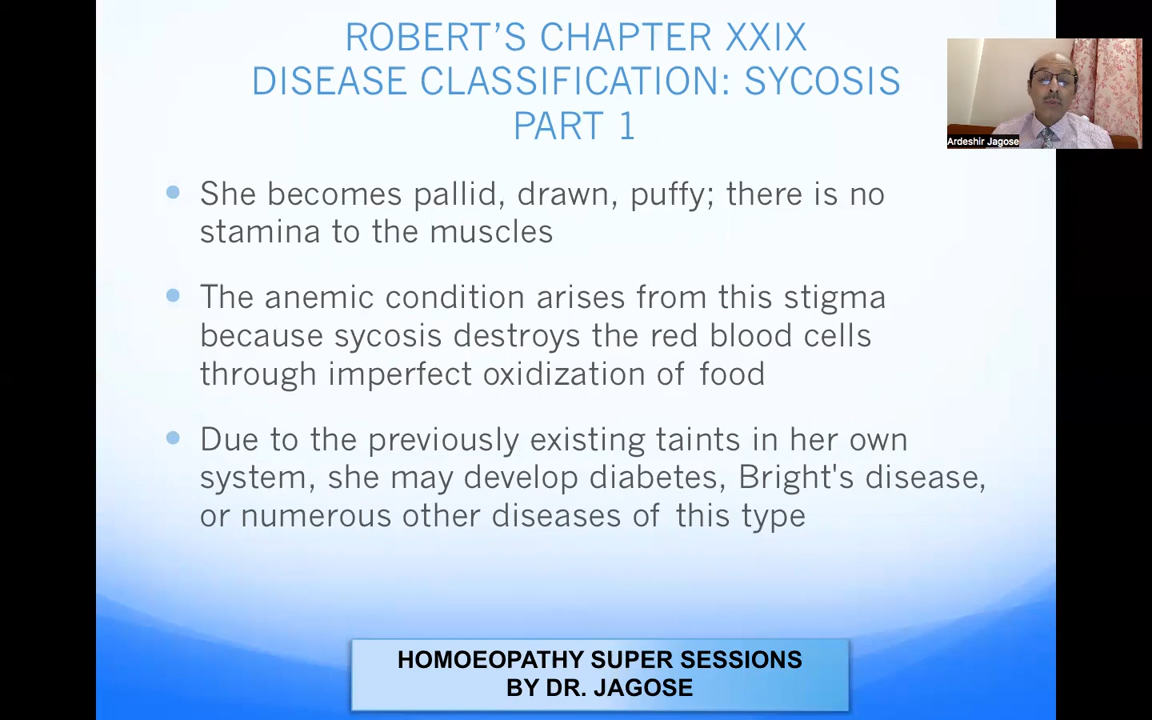 ROBERT'S CHAPTER XXIX
DISEASE CLASSIFICATION: SYCOSIS
PART 1
Ardeshir Jagose
• She becomes pallid, drawn, puffy; there is no
stamina to the muscles
• The anemic condition arises from this stigma
because sycosis destroys the red blood cells
through imperfect oxidization of food
• Due to the previously existing taints in her own
system, she may develop diabetes, Bright's disease,
or numerous other diseases of this type
HOMOEOPATHY SUPER SESSIONS
BY DR. JAGOSE